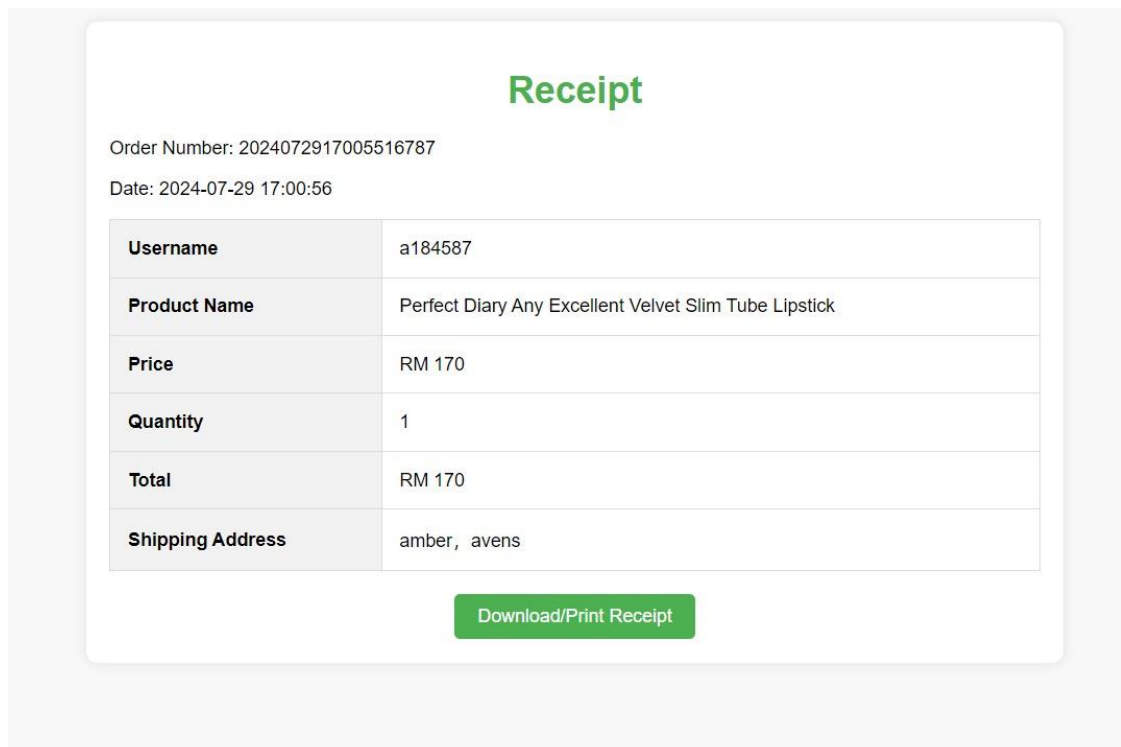 Receipt
Order Number: 2024072917005516787
Date: 2024-07-29 17:00:56
Username a184587
Product Name Perfect Diary Any Excellent Velvet Slim Tube Lipstick
Price RM 170
Quantity 1
Total RM 170
Shipping Address amber，avens
Download/Print Receipt